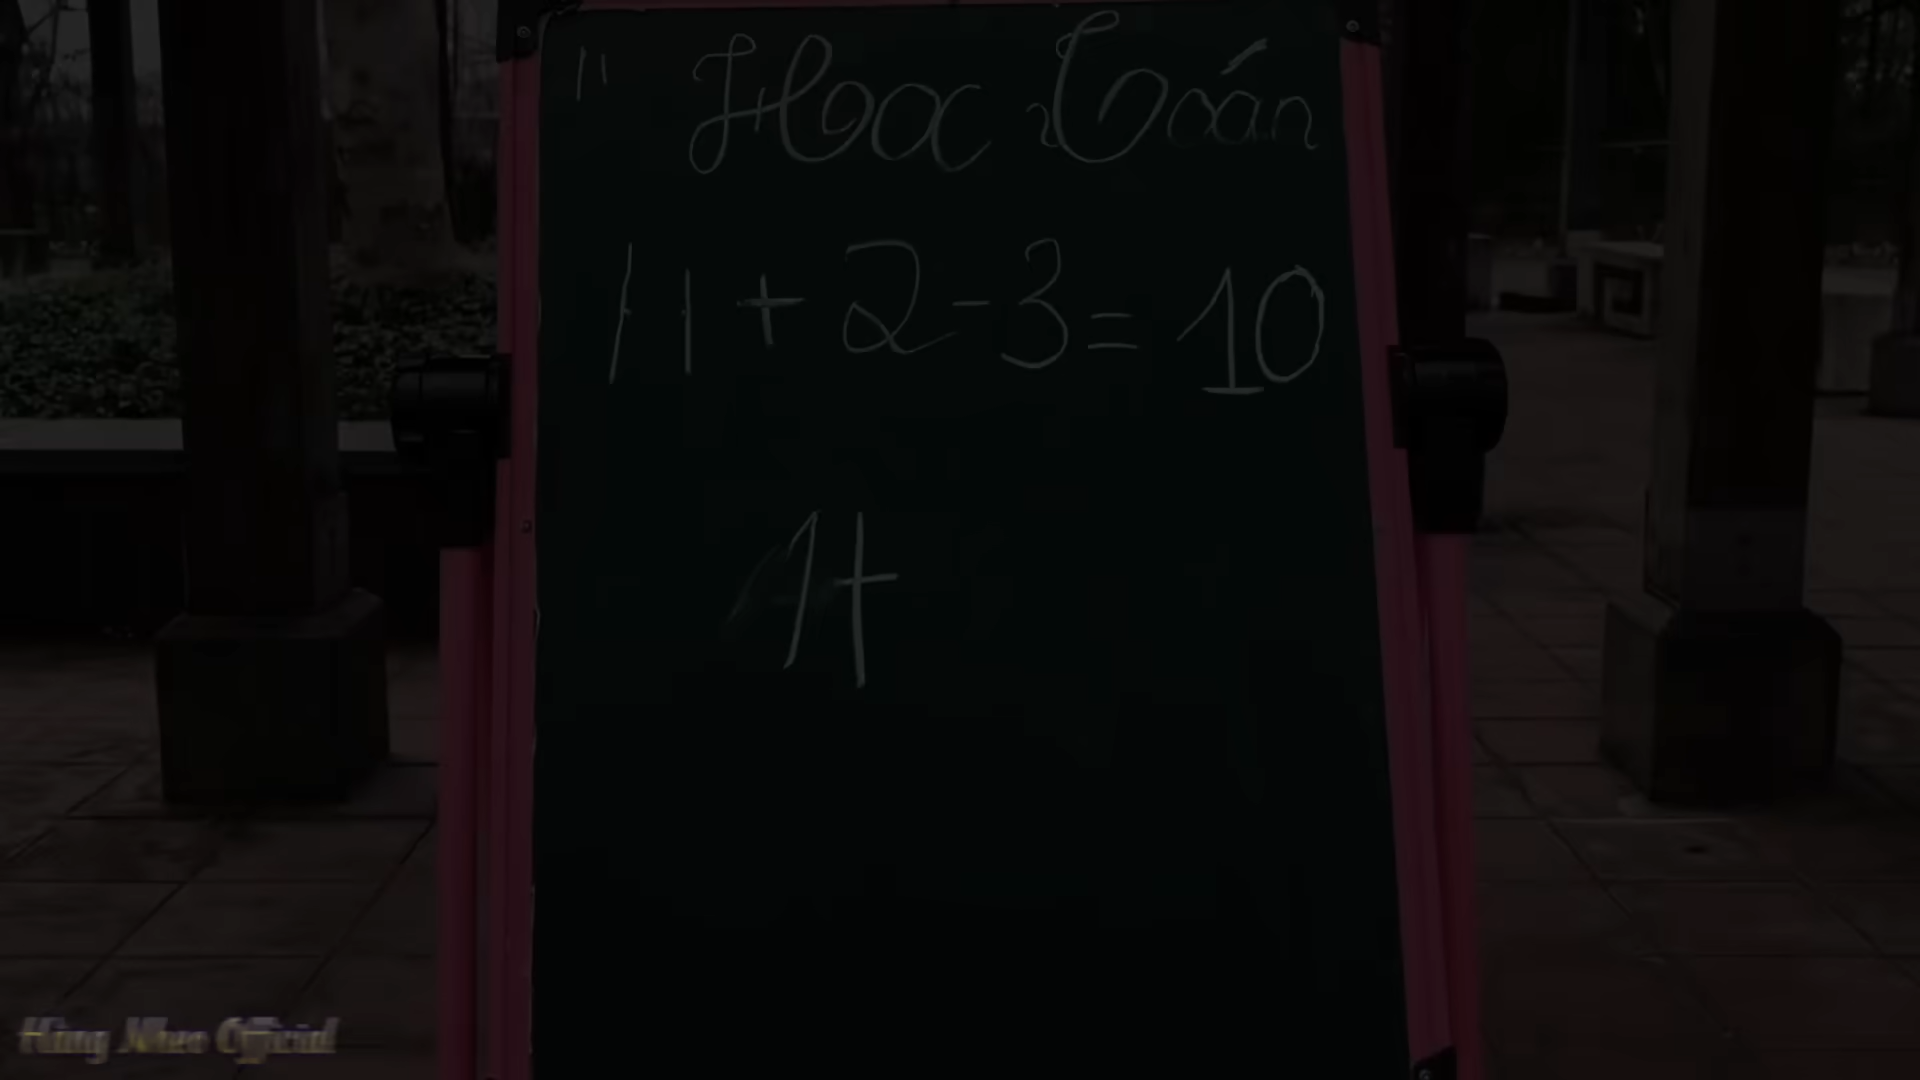 " Học Toán
11 + 2 - 3 = 10
1+